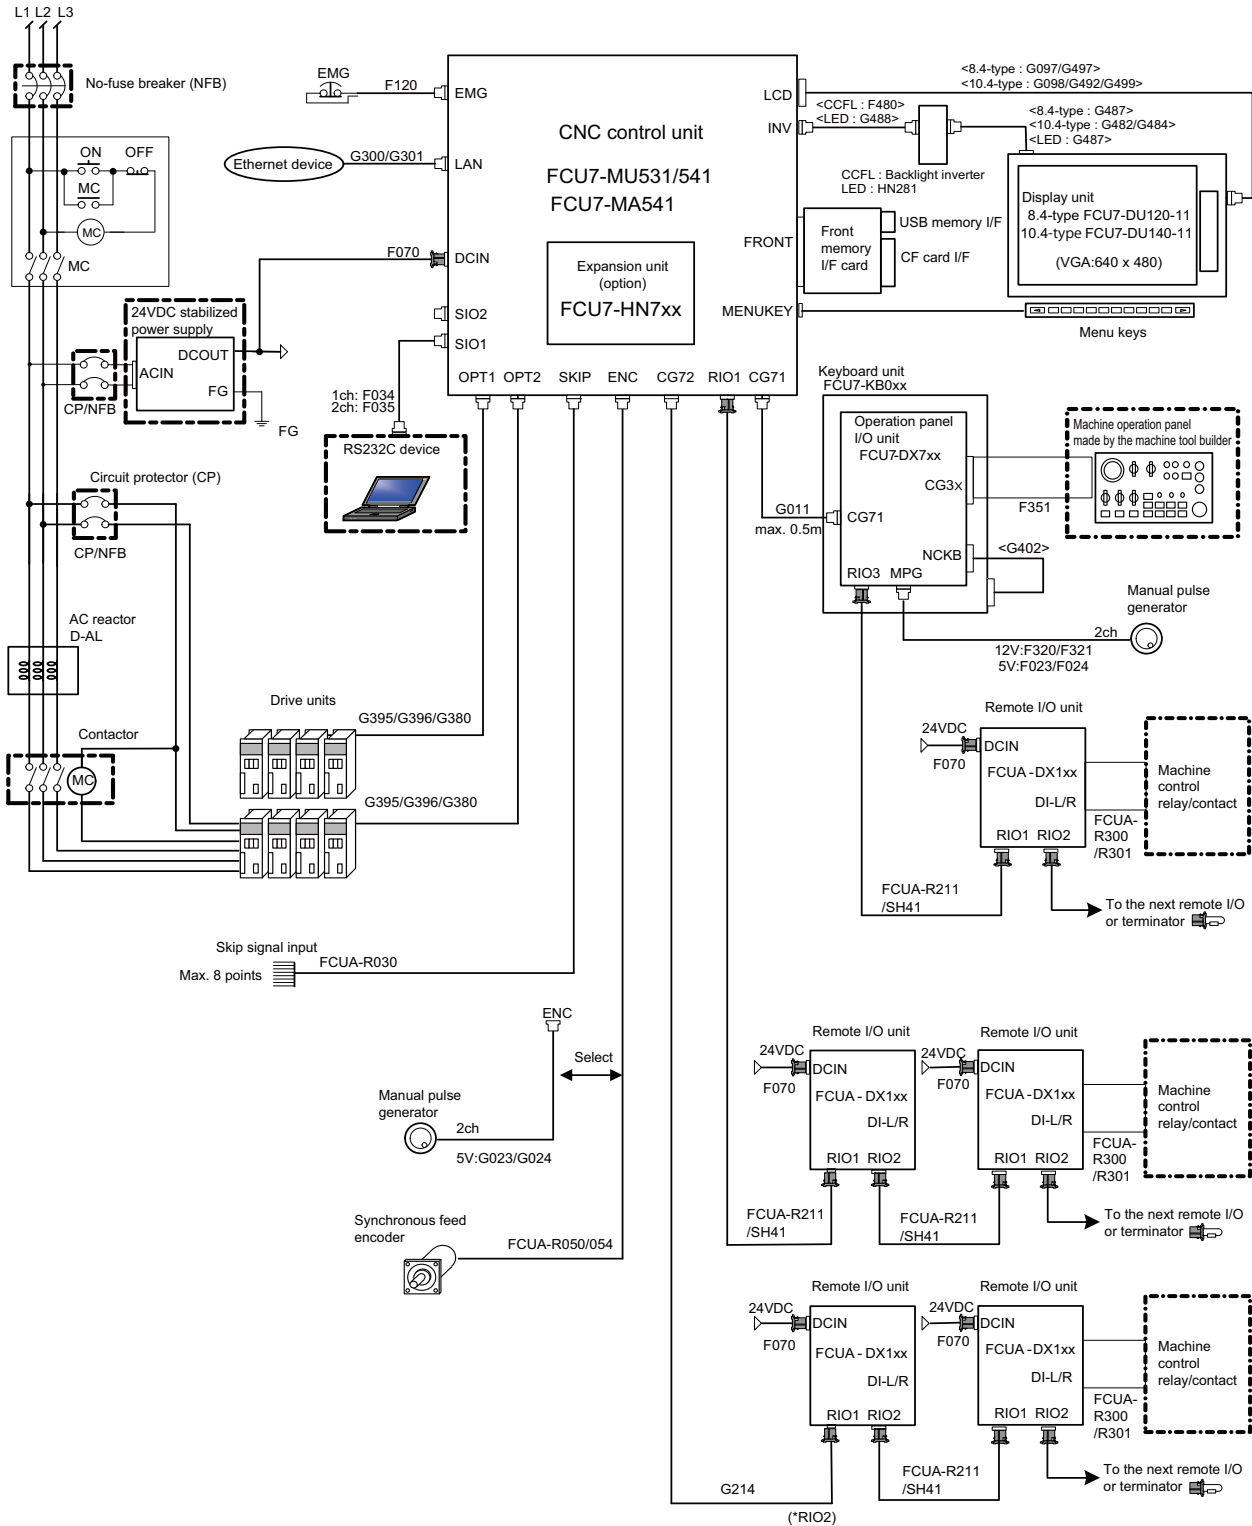 L1 L2 L3
No-fuse breaker (NFB)
ON OFF
MC
MC
MC
24VDC stabilized
power supply
DCOUT
ACIN
FG
CP/NFB
FG
Circuit protector (CP)
CP/NFB
AC reactor
D-AL
Contactor
MC
Drive units
G395/G396/G380
G395/G396/G380
EMG
F120
Ethernet device
G300/G301
F070
1ch: F034
2ch: F035
RS232C device
EMG
LAN
DCIN
SIO2
SIO1
CNC control unit
FCU7-MU531/541
FCU7-MA541
Expansion unit
(option)
FCU7-HN7xx
LCD
INV
FRONT
MENUKEY
OPT1 OPT2 SKIP ENC CG72 RIO1 CG71
<8.4-type : G097/G497>
<10.4-type : G098/G492/G499>
<CCFL : F480>
<LED : G488>
<8.4-type : G487>
<10.4-type : G482/G484>
<LED : G487>
CCFL : Backlight inverter
LED : HN281
Front
memory
I/F card
USB memory I/F
CF card I/F
Display unit
8.4-type FCU7-DU120-11
10.4-type FCU7-DU140-11
(VGA:640 x 480)
Menu keys
Keyboard unit
FCU7-KB0xx
Operation panel
I/O unit
FCU7-DX7xx
CG3x
CG71
NCKB
RIO3 MPG
G011
max. 0.5m
<G402>
Machine operation panel
made by the machine tool builder
F351
Manual pulse
generator
2ch
12V:F320/F321
5V:F023/F024
Remote I/O unit
24VDC
F070
DCIN
FCUA-DX1xx
DI-L/R
RIO1 RIO2
Machine
control
relay/contact
FCUA-
R300
/R301
FCUA-R211
/SH41
To the next remote I/O
or terminator
Skip signal input
Max. 8 points
FCUA-R030
ENC
Select
Manual pulse
generator
2ch
5V:G023/G024
Synchronous feed
encoder
FCUA-R050/054
Remote I/O unit
24VDC
F070
DCIN
FCUA-DX1xx
DI-L/R
RIO1 RIO2
Remote I/O unit
24VDC
F070
DCIN
FCUA-DX1xx
DI-L/R
RIO1 RIO2
Machine
control
relay/contact
FCUA-
R300
/R301
FCUA-R211
/SH41
FCUA-R211
/SH41
To the next remote I/O
or terminator
Remote I/O unit
24VDC
F070
DCIN
FCUA-DX1xx
DI-L/R
RIO1 RIO2
Remote I/O unit
24VDC
F070
DCIN
FCUA-DX1xx
DI-L/R
RIO1 RIO2
Machine
control
relay/contact
FCUA-
R300
/R301
G214
(*RIO2)
FCUA-R211
/SH41
To the next remote I/O
or terminator